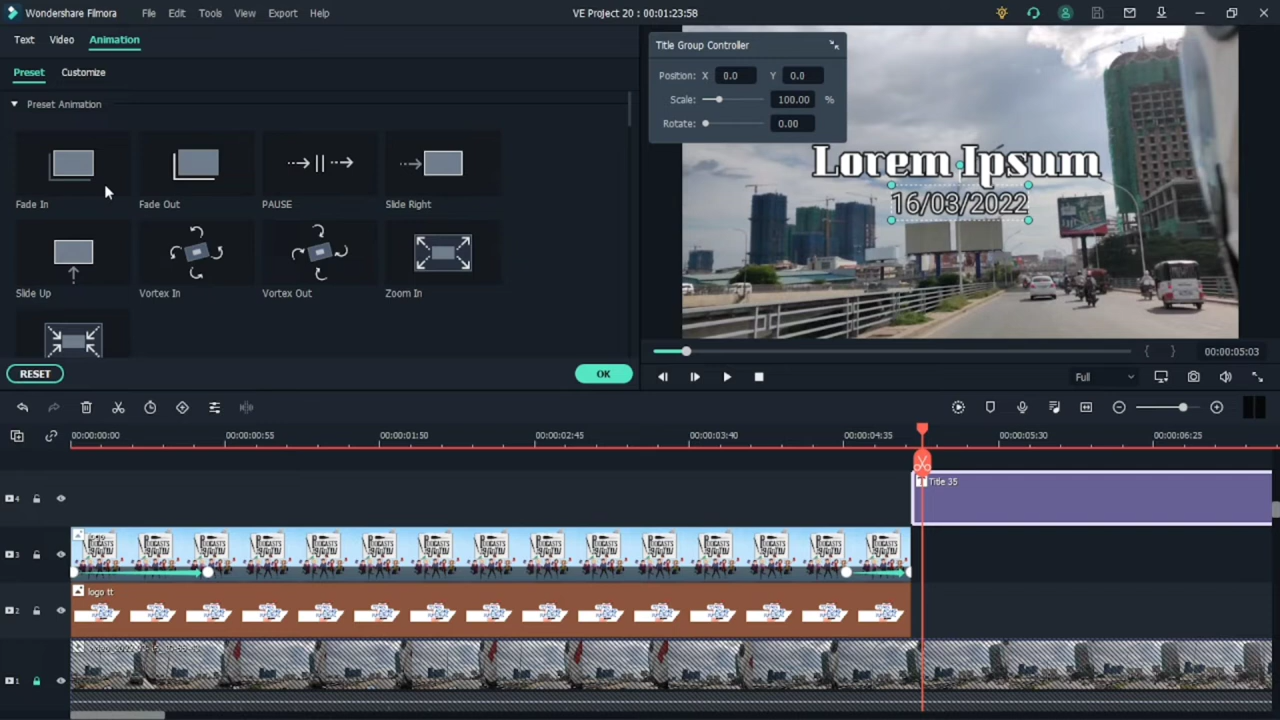 Wondershare Filmora File Edit Tools View Export Help VE Project 20 : 00:01:23:58
Text Video Animation
Preset Customize
Preset Animation
Fade In Fade Out PAUSE Slide Right
Slide Up Vortex In Vortex Out Zoom In
RESET OK
Title Group Controller
Position: X 0.0 Y 0.0
Scale: 100.00 %
Rotate: 0.00
Lorem Ipsum
16/03/2022
00:00:05:03
Full
00:00:00:00 00:00:00:55 00:00:01:50 00:00:02:45 00:00:03:40 00:00:04:35 00:00:05:30 00:00:06:25
4 T Title 35
3
2 logo tt
1